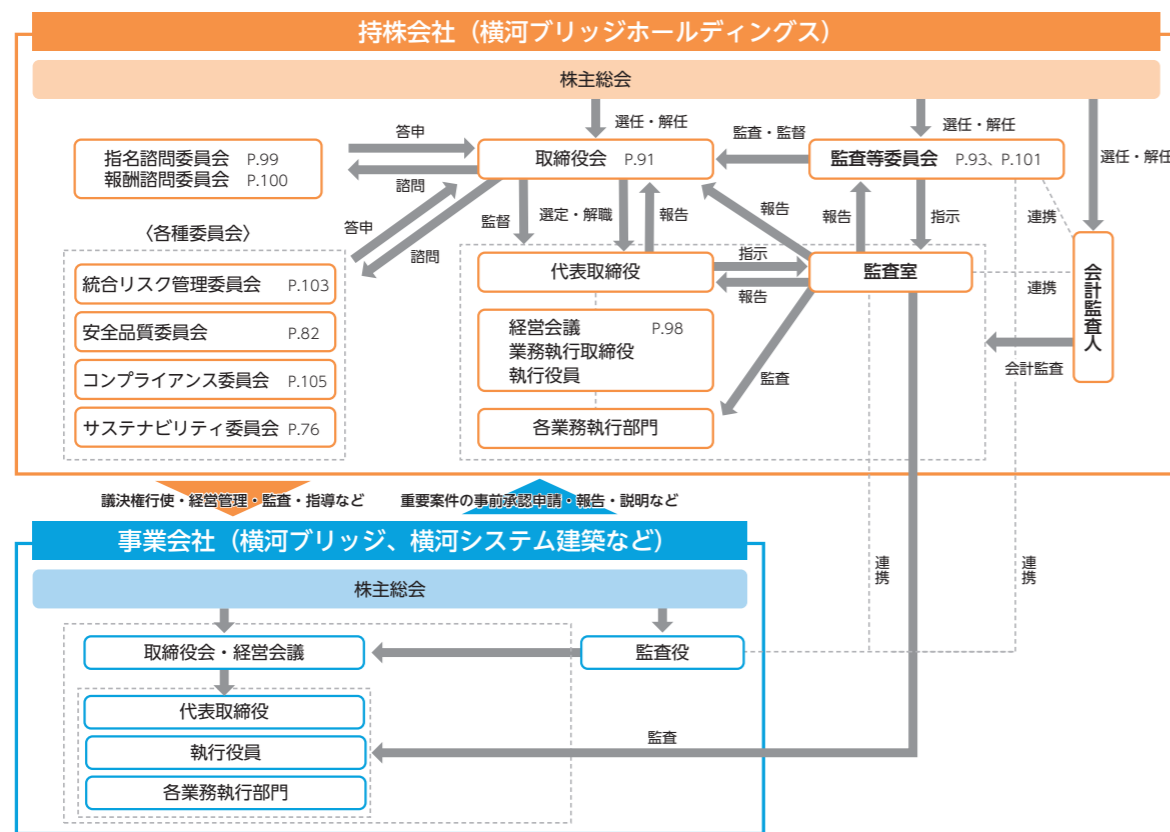 持株会社（横河ブリッジホールディングス）
株主総会
選任・解任
選任・解任
選任・解任
指名諮問委員会 P.99
報酬諮問委員会 P.100
答申
諮問
取締役会 P.91
監査・監督
監査等委員会 P.93、P.101
〈各種委員会〉
答申
諮問
監督
選定・解職
報告
報告
報告
指示
連携
統合リスク管理委員会 P.103
安全品質委員会 P.82
コンプライアンス委員会 P.105
サステナビリティ委員会 P.76
代表取締役
指示
報告
監査室
連携
会計監査人
経営会議 P.98
業務執行取締役
執行役員
監査
会計監査
各業務執行部門
議決権行使・経営管理・監査・指導など
重要案件の事前承認申請・報告・説明など
事業会社（横河ブリッジ、横河システム建築など）
株主総会
連携
連携
取締役会・経営会議
監査役
代表取締役
執行役員
監査
各業務執行部門